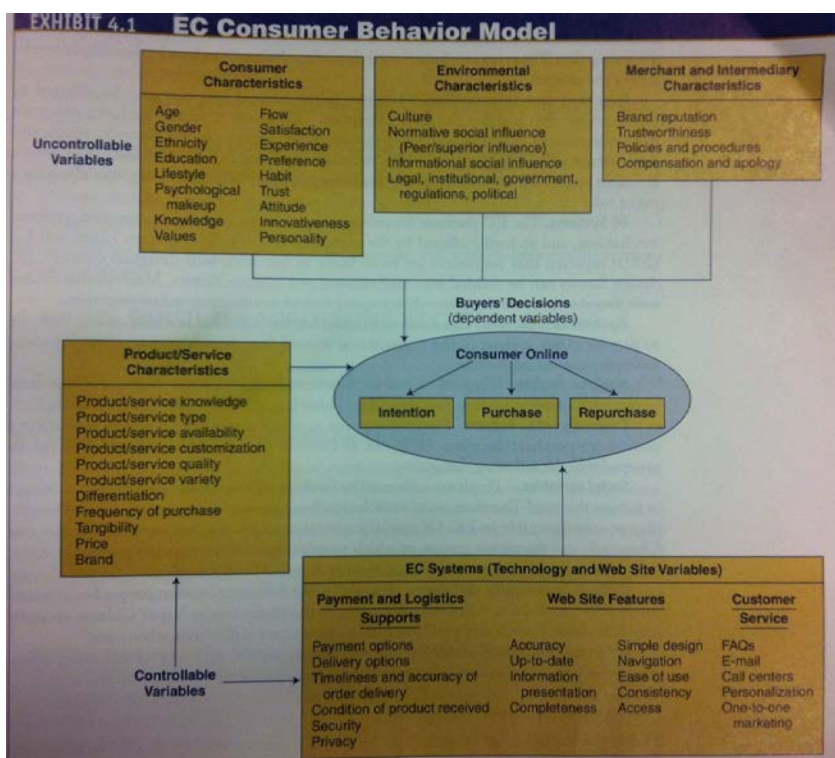 EXHIBIT 4.1 EC Consumer Behavior Model
Consumer
Characteristics
Age
Gender
Ethnicity
Education
Lifestyle
Psychological
makeup
Knowledge
Values
Flow
Satisfaction
Experience
Preference
Habit
Trust
Attitude
Innovativeness
Personality
Environmental
Characteristics
Culture
Normative social influence
(Peer/superior influence)
Informational social influence
Legal, institutional, government,
regulations, political
Merchant and Intermediary
Characteristics
Brand reputation
Trustworthiness
Policies and procedures
Compensation and apology
Uncontrollable
Variables
Buyers' Decisions
(dependent variables)
Consumer Online
Intention
Purchase
Repurchase
Product/Service
Characteristics
Product/service knowledge
Product/service type
Product/service availability
Product/service customization
Product/service quality
Product/service variety
Differentiation
Frequency of purchase
Tangibility
Price
Brand
Controllable
Variables
EC Systems (Technology and Web Site Variables)
Payment and Logistics
Supports
Payment options
Delivery options
Timeliness and accuracy of
order delivery
Condition of product received
Security
Privacy
Web Site Features
Accuracy
Up-to-date
Information
presentation
Completeness
Simple design
Navigation
Ease of use
Consistency
Access
Customer
Service
FAQs
E-mail
Call centers
Personalization
One-to-one
marketing